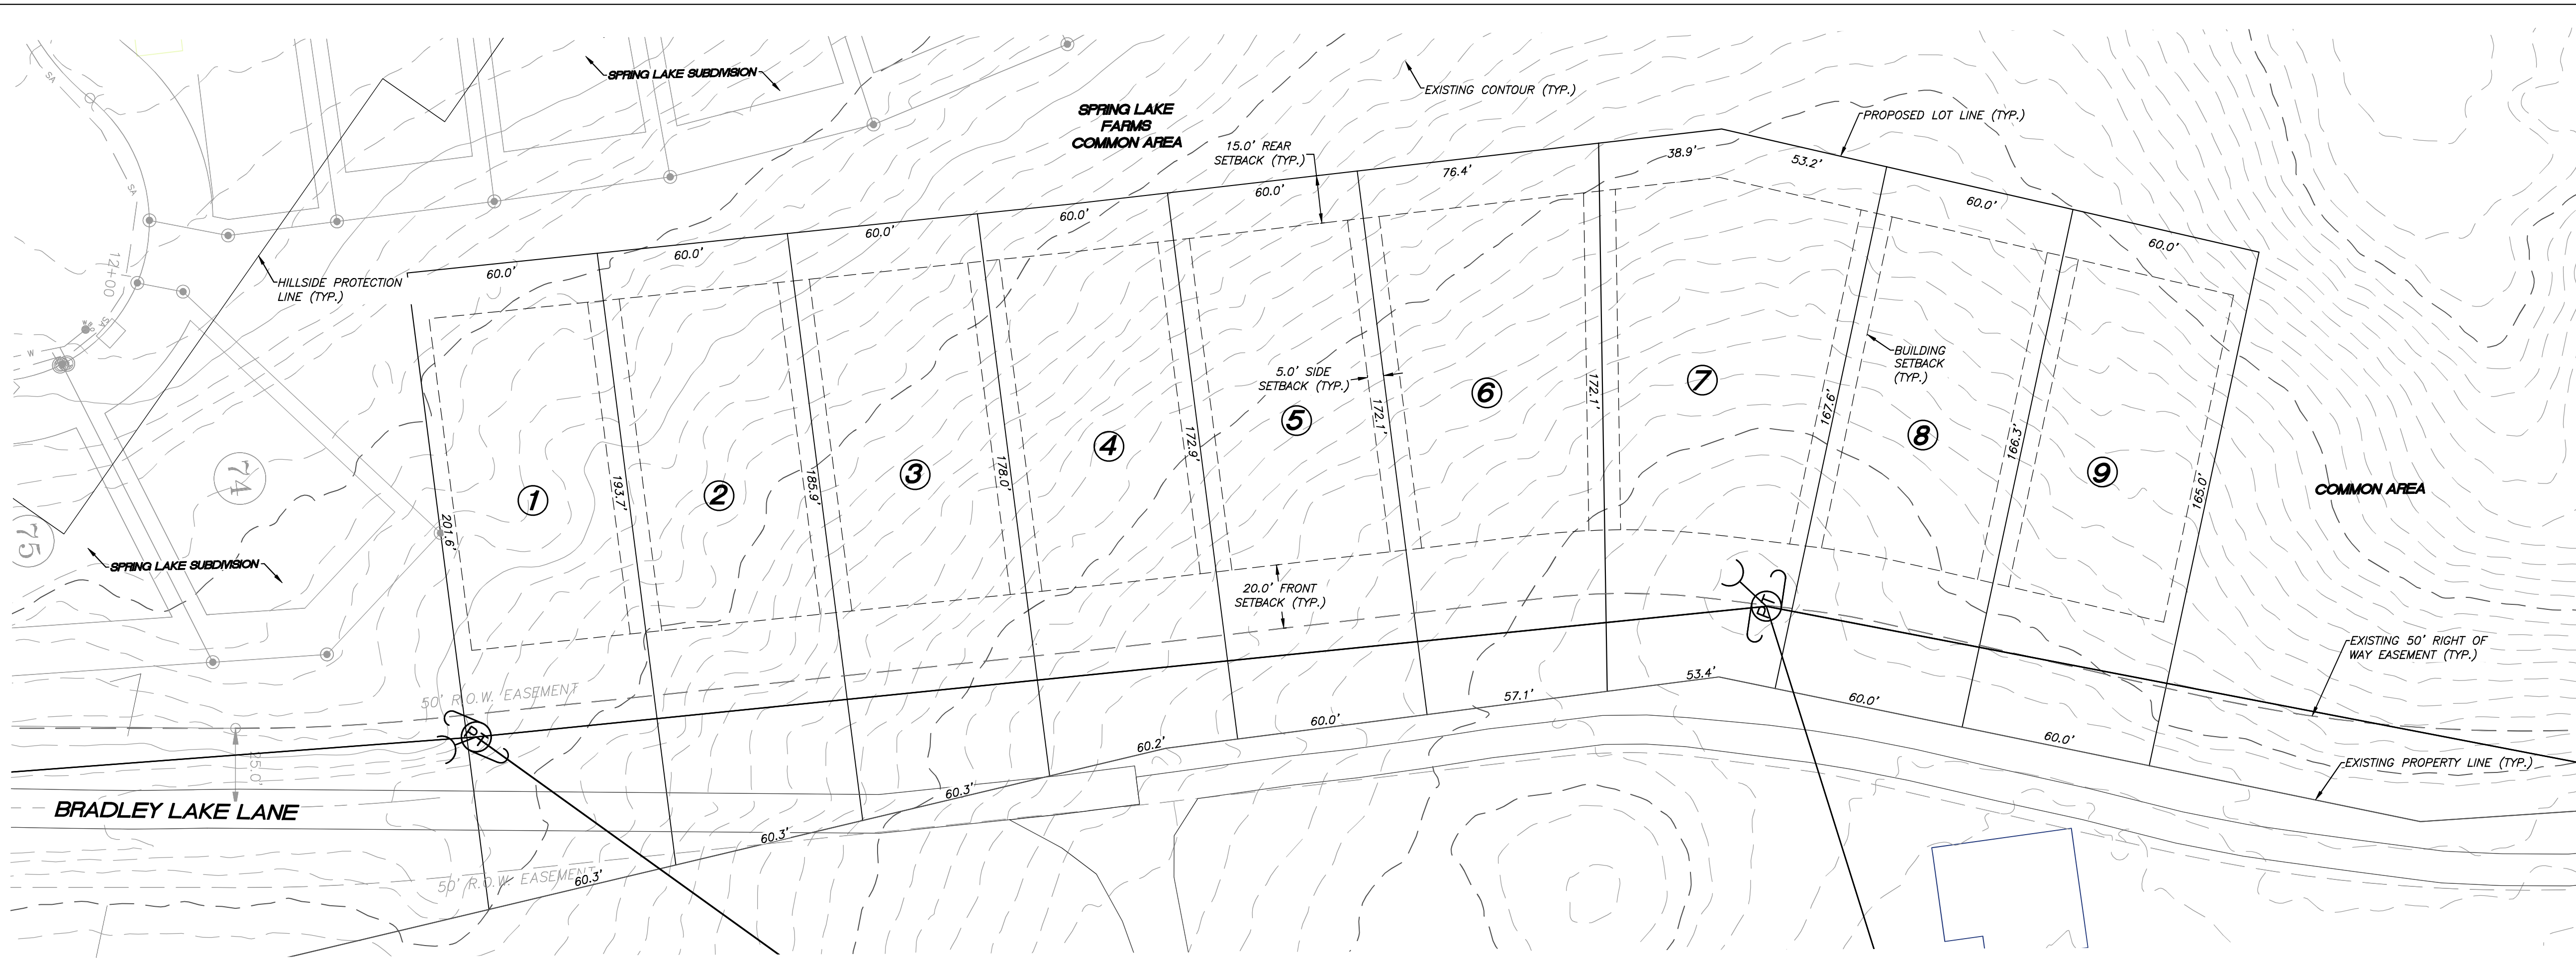 SPRING LAKE SUBDIVISION
SPRING LAKE
FARMS
COMMON AREA
EXISTING CONTOUR (TYP.)
PROPOSED LOT LINE (TYP.)
15.0' REAR
SETBACK (TYP.)
SA
SA
SA
12+00
W
HILLSIDE PROTECTION
LINE (TYP.)
60.0'
60.0'
60.0'
60.0'
60.0'
76.4'
38.9'
53.2'
60.0'
60.0'
5.0' SIDE
SETBACK (TYP.)
BUILDING
SETBACK
(TYP.)
74
75
1
2
3
4
5
6
7
8
9
201.6'
193.7'
185.9'
178.0'
172.9'
172.1'
172.1'
167.6'
166.3'
165.0'
COMMON AREA
SPRING LAKE SUBDIVISION
20.0' FRONT
SETBACK (TYP.)
EXISTING 50' RIGHT OF
WAY EASEMENT (TYP.)
50' R.O.W. EASEMENT
25.0'
BRADLEY LAKE LANE
50' R.O.W. EASEMENT
60.3'
60.3'
60.3'
60.2'
60.0'
57.1'
53.4'
60.0'
60.0'
EXISTING PROPERTY LINE (TYP.)